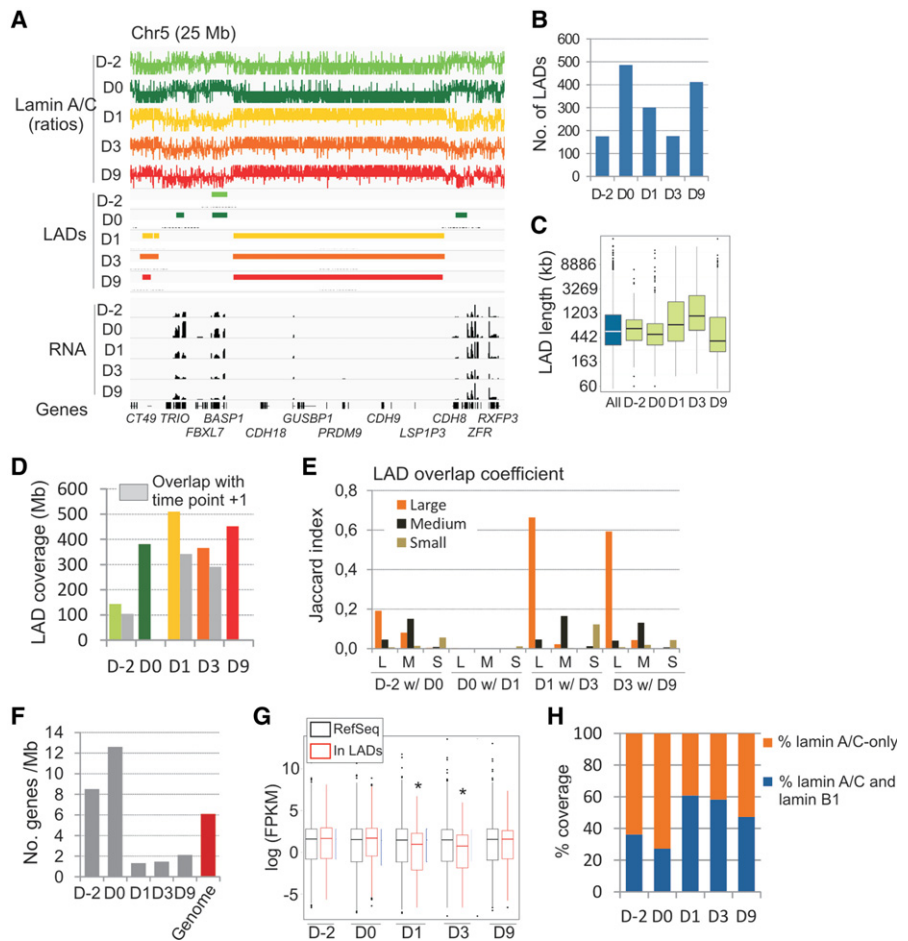 A
Chr5 (25 Mb)
Lamin A/C
(ratios)
D-2
D0
D1
D3
D9
LADs
D-2
D0
D1
D3
D9
RNA
D-2
D0
D1
D3
D9
Genes
CT49 TRIO BASP1 GUSBP1 CDH9 CDH8 RXFP3
FBXL7 CDH18 PRDM9 LSP1P3 ZFR
B
No. of LADs
600
500
400
300
200
100
0
D-2 D0 D1 D3 D9
C
LAD length (kb)
8886
3269
1203
442
163
60
All D-2 D0 D1 D3 D9
D
Overlap with
time point +1
LAD coverage (Mb)
600
500
400
300
200
100
0
D-2 D0 D1 D3 D9
E
LAD overlap coefficient
Large
Medium
Small
Jaccard index
0,8
0,6
0,4
0,2
0,0
L M S L M S L M S L M S
D-2 w/ D0 D0 w/ D1 D1 w/ D3 D3 w/ D9
F
No. genes /Mb
14
12
10
8
6
4
2
0
D-2 D0 D1 D3 D9 Genome
G
RefSeq
In LADs
log (FPKM)
10
5
0
-5
* *
D-2 D0 D1 D3 D9
H
% coverage
100
80
60
40
20
0
D-2 D0 D1 D3 D9
% lamin A/C-only
% lamin A/C and
lamin B1